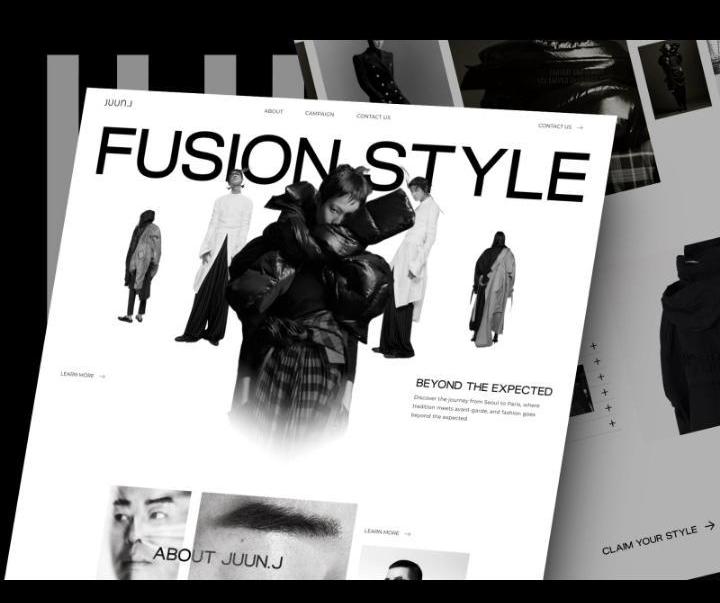 JUUN.J
ABOUT
CAMPAIGN
CONTACT US
CONTACT US
FUSION STYLE
LEARN MORE
BEYOND THE EXPECTED
Discover the journey from Seoul to Paris, where
tradition meets avant-garde, and fashion goes
beyond the expected.
LEARN MORE
ABOUT JUUN.J
CLAIM YOUR STYLE